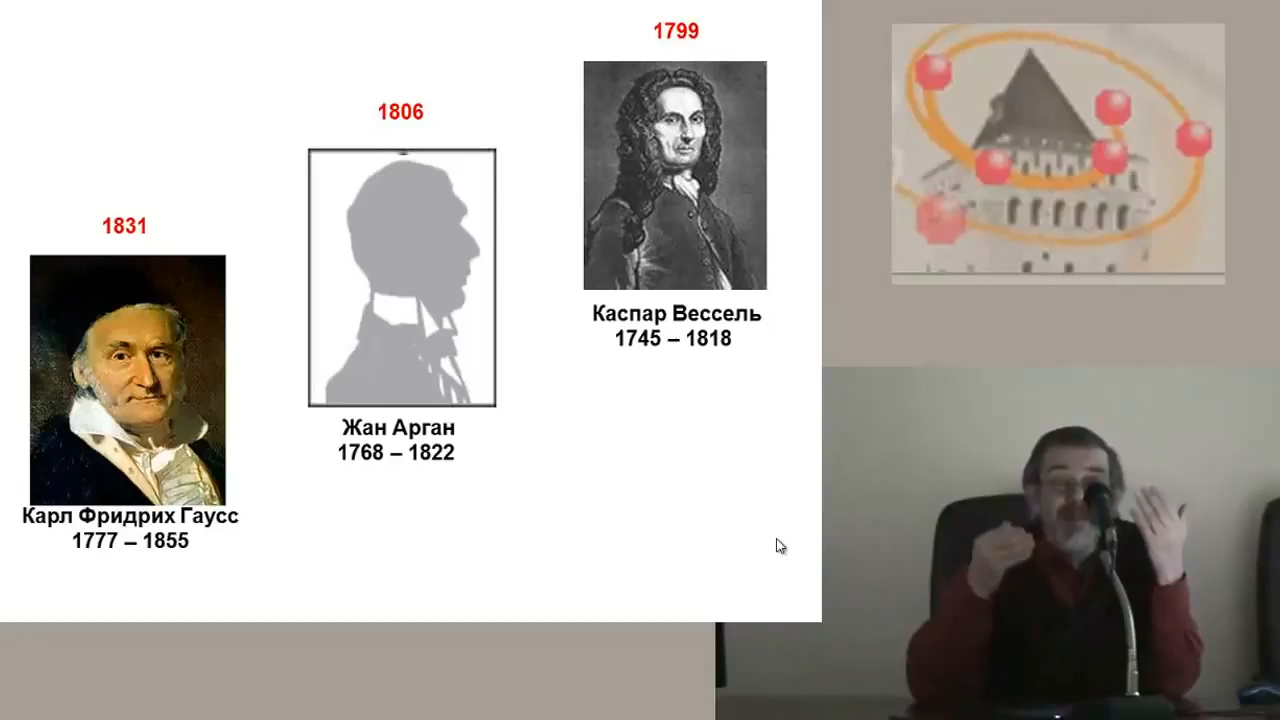 1799
Каспар Вессель
1745 – 1818
1806
Жан Арган
1768 – 1822
1831
Карл Фридрих Гаусс
1777 – 1855